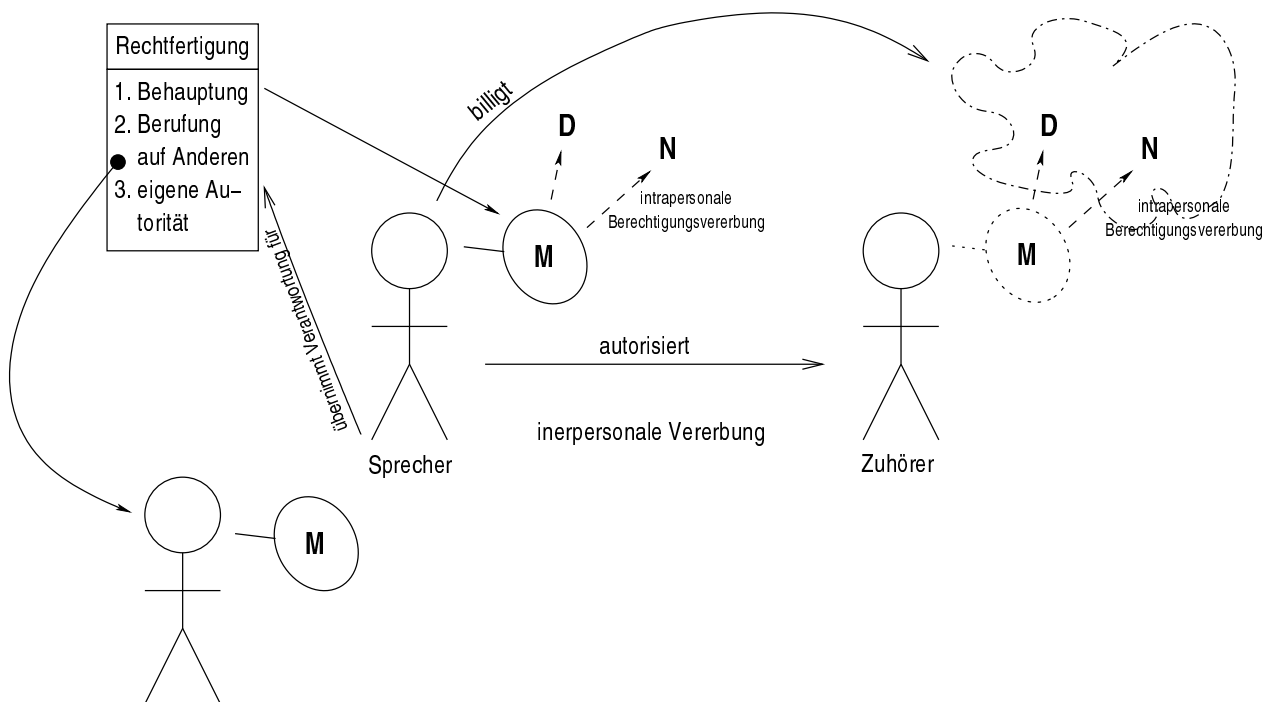 Rechtfertigung
1. Behauptung
2. Berufung
auf Anderen
3. eigene Au–
torität
übernimmt Verantwortung für
billigt
D
N
intrapersonale
Berechtigungsvererbung
M
autorisiert
inerpersonale Vererbung
Sprecher
D
N
intrapersonale
Berechtigungsvererbung
M
Zuhörer
M